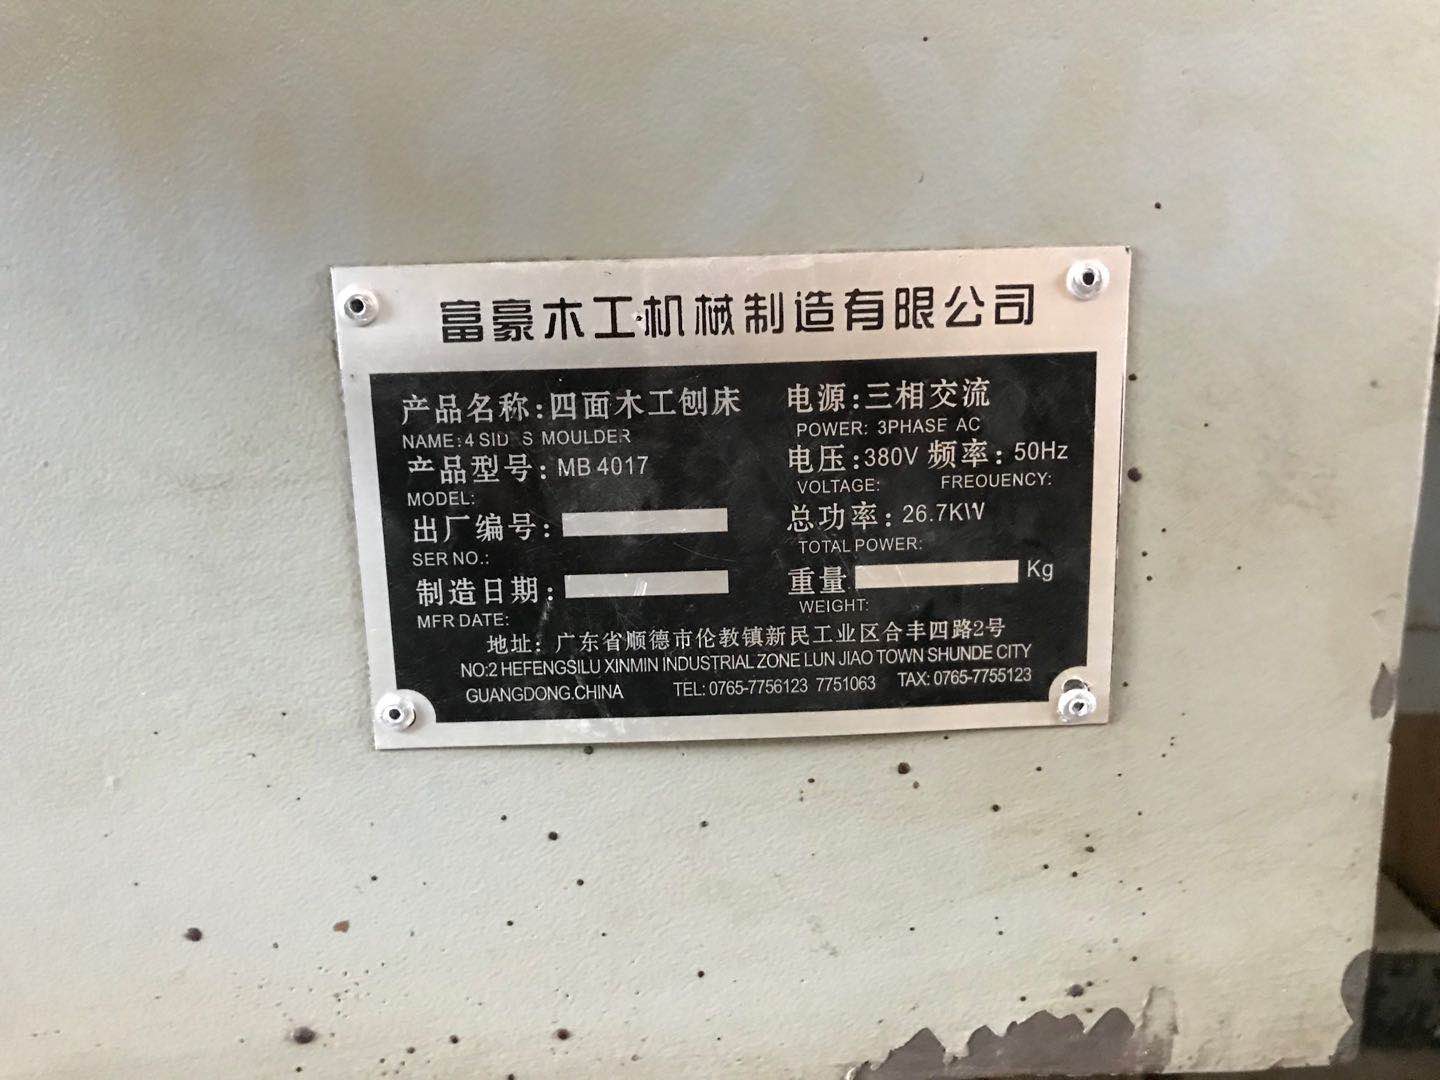 富豪木工机械制造有限公司
产品名称:四面木工刨床 电源:三相交流
NAME:4 SID S MOULDER POWER: 3PHASE AC
产品型号:MB 4017 电压:380V 频率:50Hz
MODEL: VOLTAGE: FREOUENCY:
出厂编号: 总功率:26.7KW
SER NO.: TOTAL POWER:
制造日期: 重量 Kg
MFR DATE: WEIGHT:
地址:广东省顺德市伦教镇新民工业区合丰四路2号
NO:2 HEFENGSILU XINMIN INDUSTRIAL ZONE LUN JIAO TOWN SHUNDE CITY
GUANGDONG.CHINA TEL: 0765-7756123 7751063 TAX: 0765-7755123